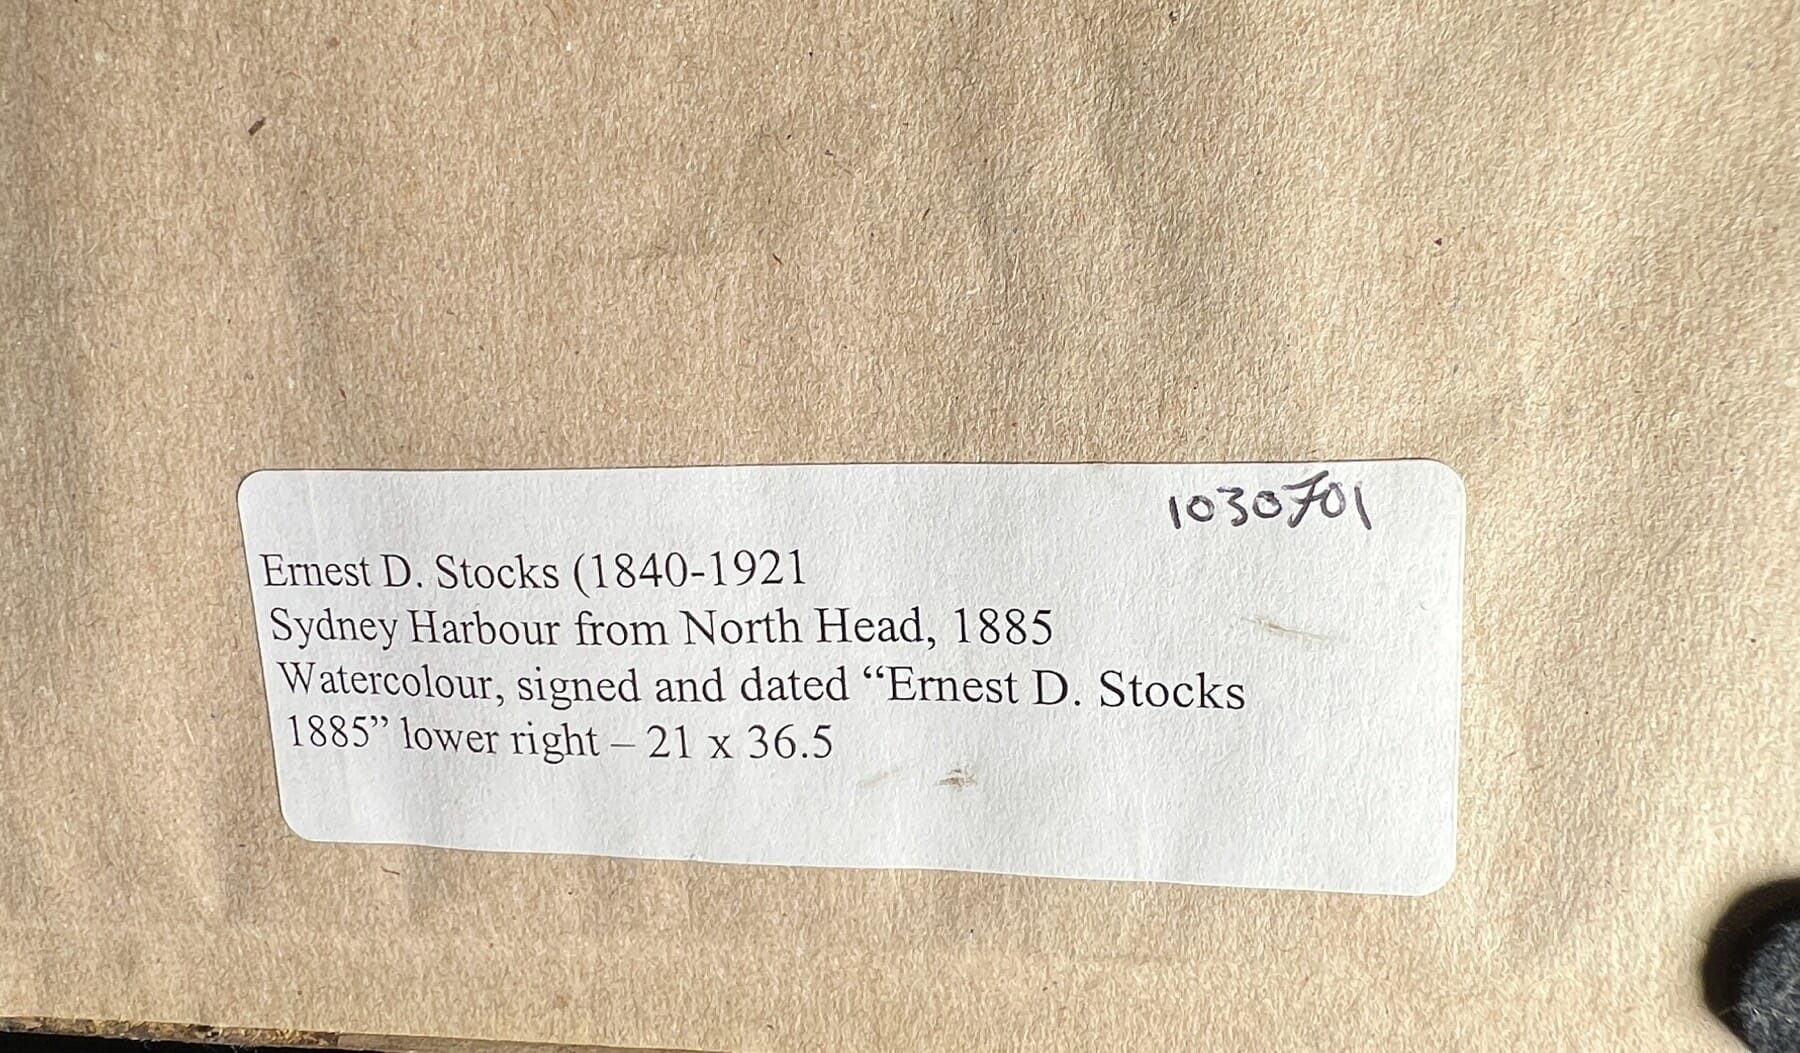 1030701
Ernest D. Stocks (1840-1921
Sydney Harbour from North Head, 1885
Watercolour, signed and dated “Ernest D. Stocks
1885” lower right – 21 x 36.5